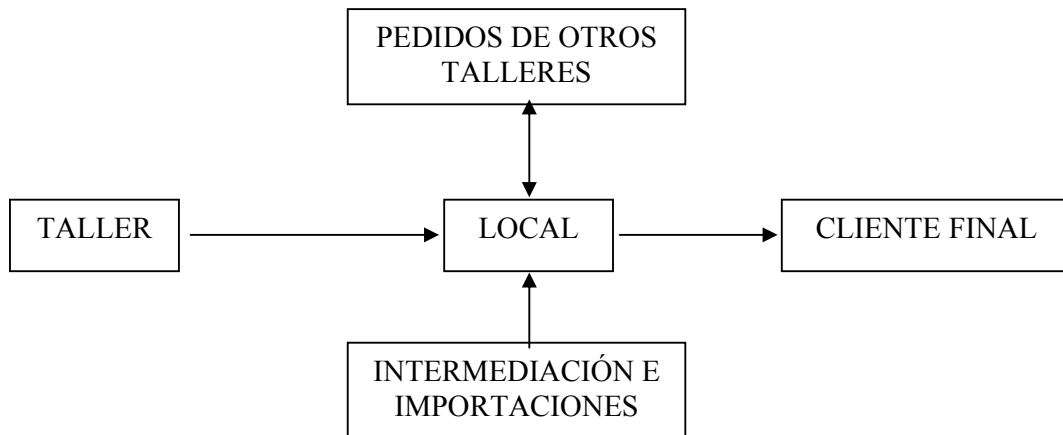 PEDIDOS DE OTROS
TALLERES
TALLER
LOCAL
CLIENTE FINAL
INTERMEDIACIÓN E
IMPORTACIONES